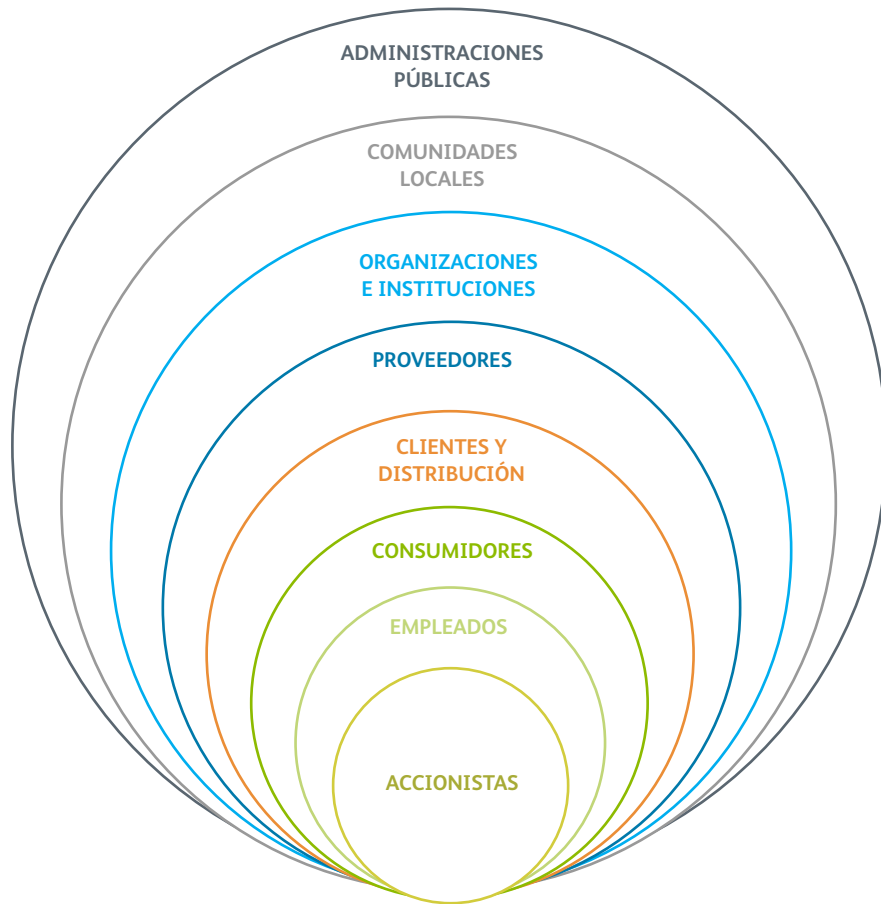 ADMINISTRACIONES
PÚBLICAS
COMUNIDADES
LOCALES
ORGANIZACIONES
E INSTITUCIONES
PROVEEDORES
CLIENTES Y
DISTRIBUCIÓN
CONSUMIDORES
EMPLEADOS
ACCIONISTAS